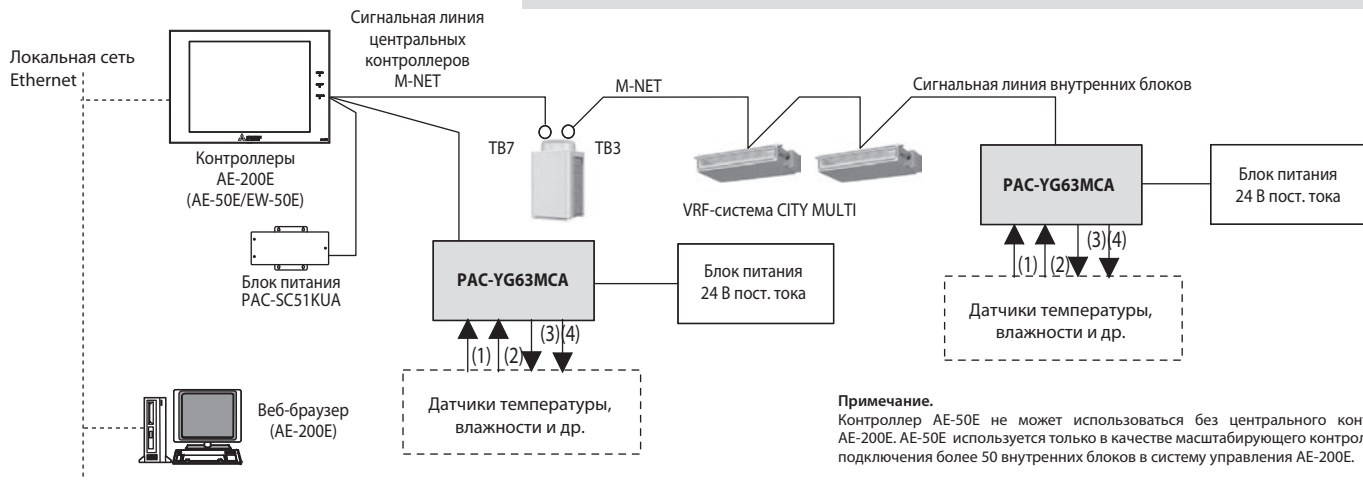 Локальная сеть
Ethernet
Сигнальная линия
центральных
контроллеров
M-NET
Контроллеры
AE-200E
(AE-50E/EW-50E)
Блок питания
PAC-SC51KUA
Веб-браузер
(AE-200E)
TB7
TB3
M-NET
VRF-система CITY MULTI
Сигнальная линия внутренних блоков
PAC-YG63MCA
Блок питания
24 В пост. тока
(1)
(2)
(3)
(4)
Датчики температуры,
влажности и др.
PAC-YG63MCA
Блок питания
24 В пост. тока
(1)
(2)
(3)
(4)
Датчики температуры,
влажности и др.
Примечание.
Контроллер AE-50E не может использоваться без центрального конт
AE-200E. AE-50E используется только в качестве масштабирующего контрол
подключения более 50 внутренних блоков в систему управления AE-200E.